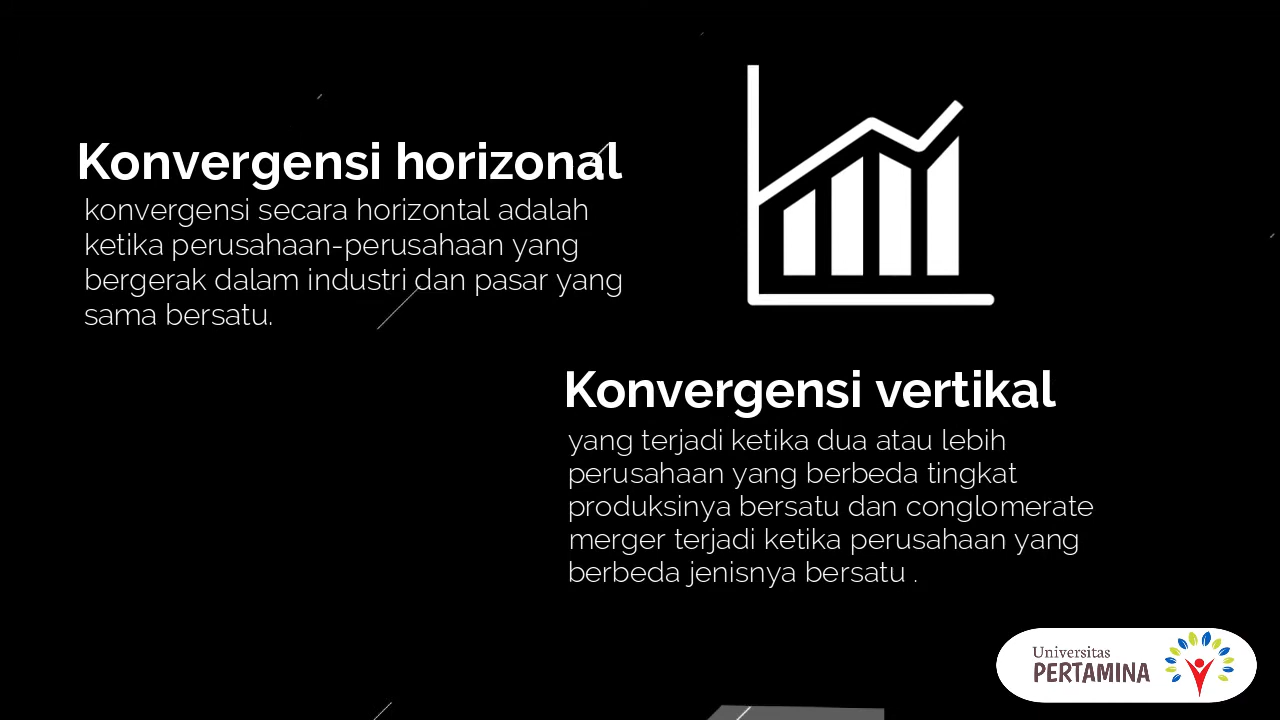 Konvergensi horizonal
konvergensi secara horizontal adalah
ketika perusahaan-perusahaan yang
bergerak dalam industri dan pasar yang
sama bersatu.
Konvergensi vertikal
yang terjadi ketika dua atau lebih
perusahaan yang berbeda tingkat
produksinya bersatu dan conglomerate
merger terjadi ketika perusahaan yang
berbeda jenisnya bersatu .
Universitas
PERTAMINA